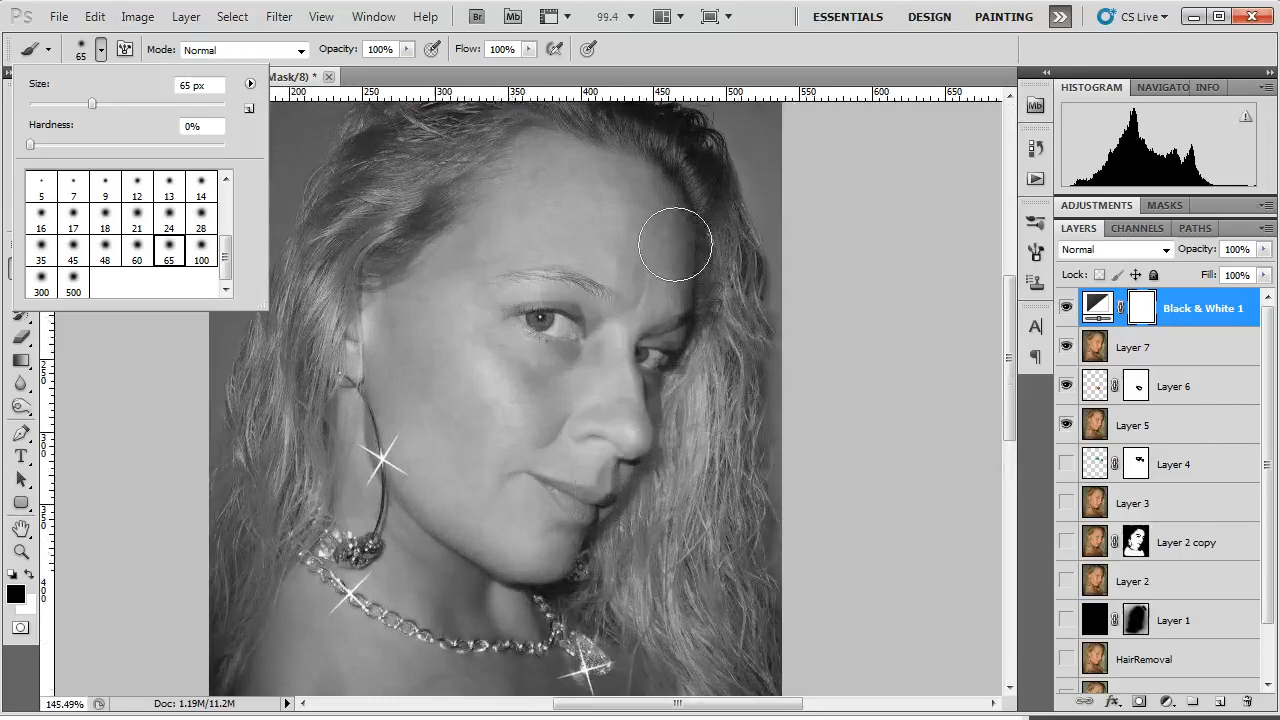 Ps File Edit Image Layer Select Filter View Window Help Br Mb 99.4 ESSENTIALS DESIGN PAINTING CS Live
65 Mode: Normal Opacity: 100% Flow: 100%
Mask/8) *
Size: 65 px
Hardness: 0%
5 7 9 12 13 14
16 17 18 21 24 28
35 45 48 60 65 100
300 500
200 250 300 350 400 450 500 550 600 650
250
300
350
400
HISTOGRAM NAVIGATO INFO
Mb
ADJUSTMENTS MASKS
LAYERS CHANNELS PATHS
Normal Opacity: 100%
Lock: Fill: 100%
Black & White 1
Layer 7
Layer 6
Layer 5
Layer 4
Layer 3
Layer 2 copy
Layer 2
Layer 1
HairRemoval
145.49% Doc: 1.19M/11.2M